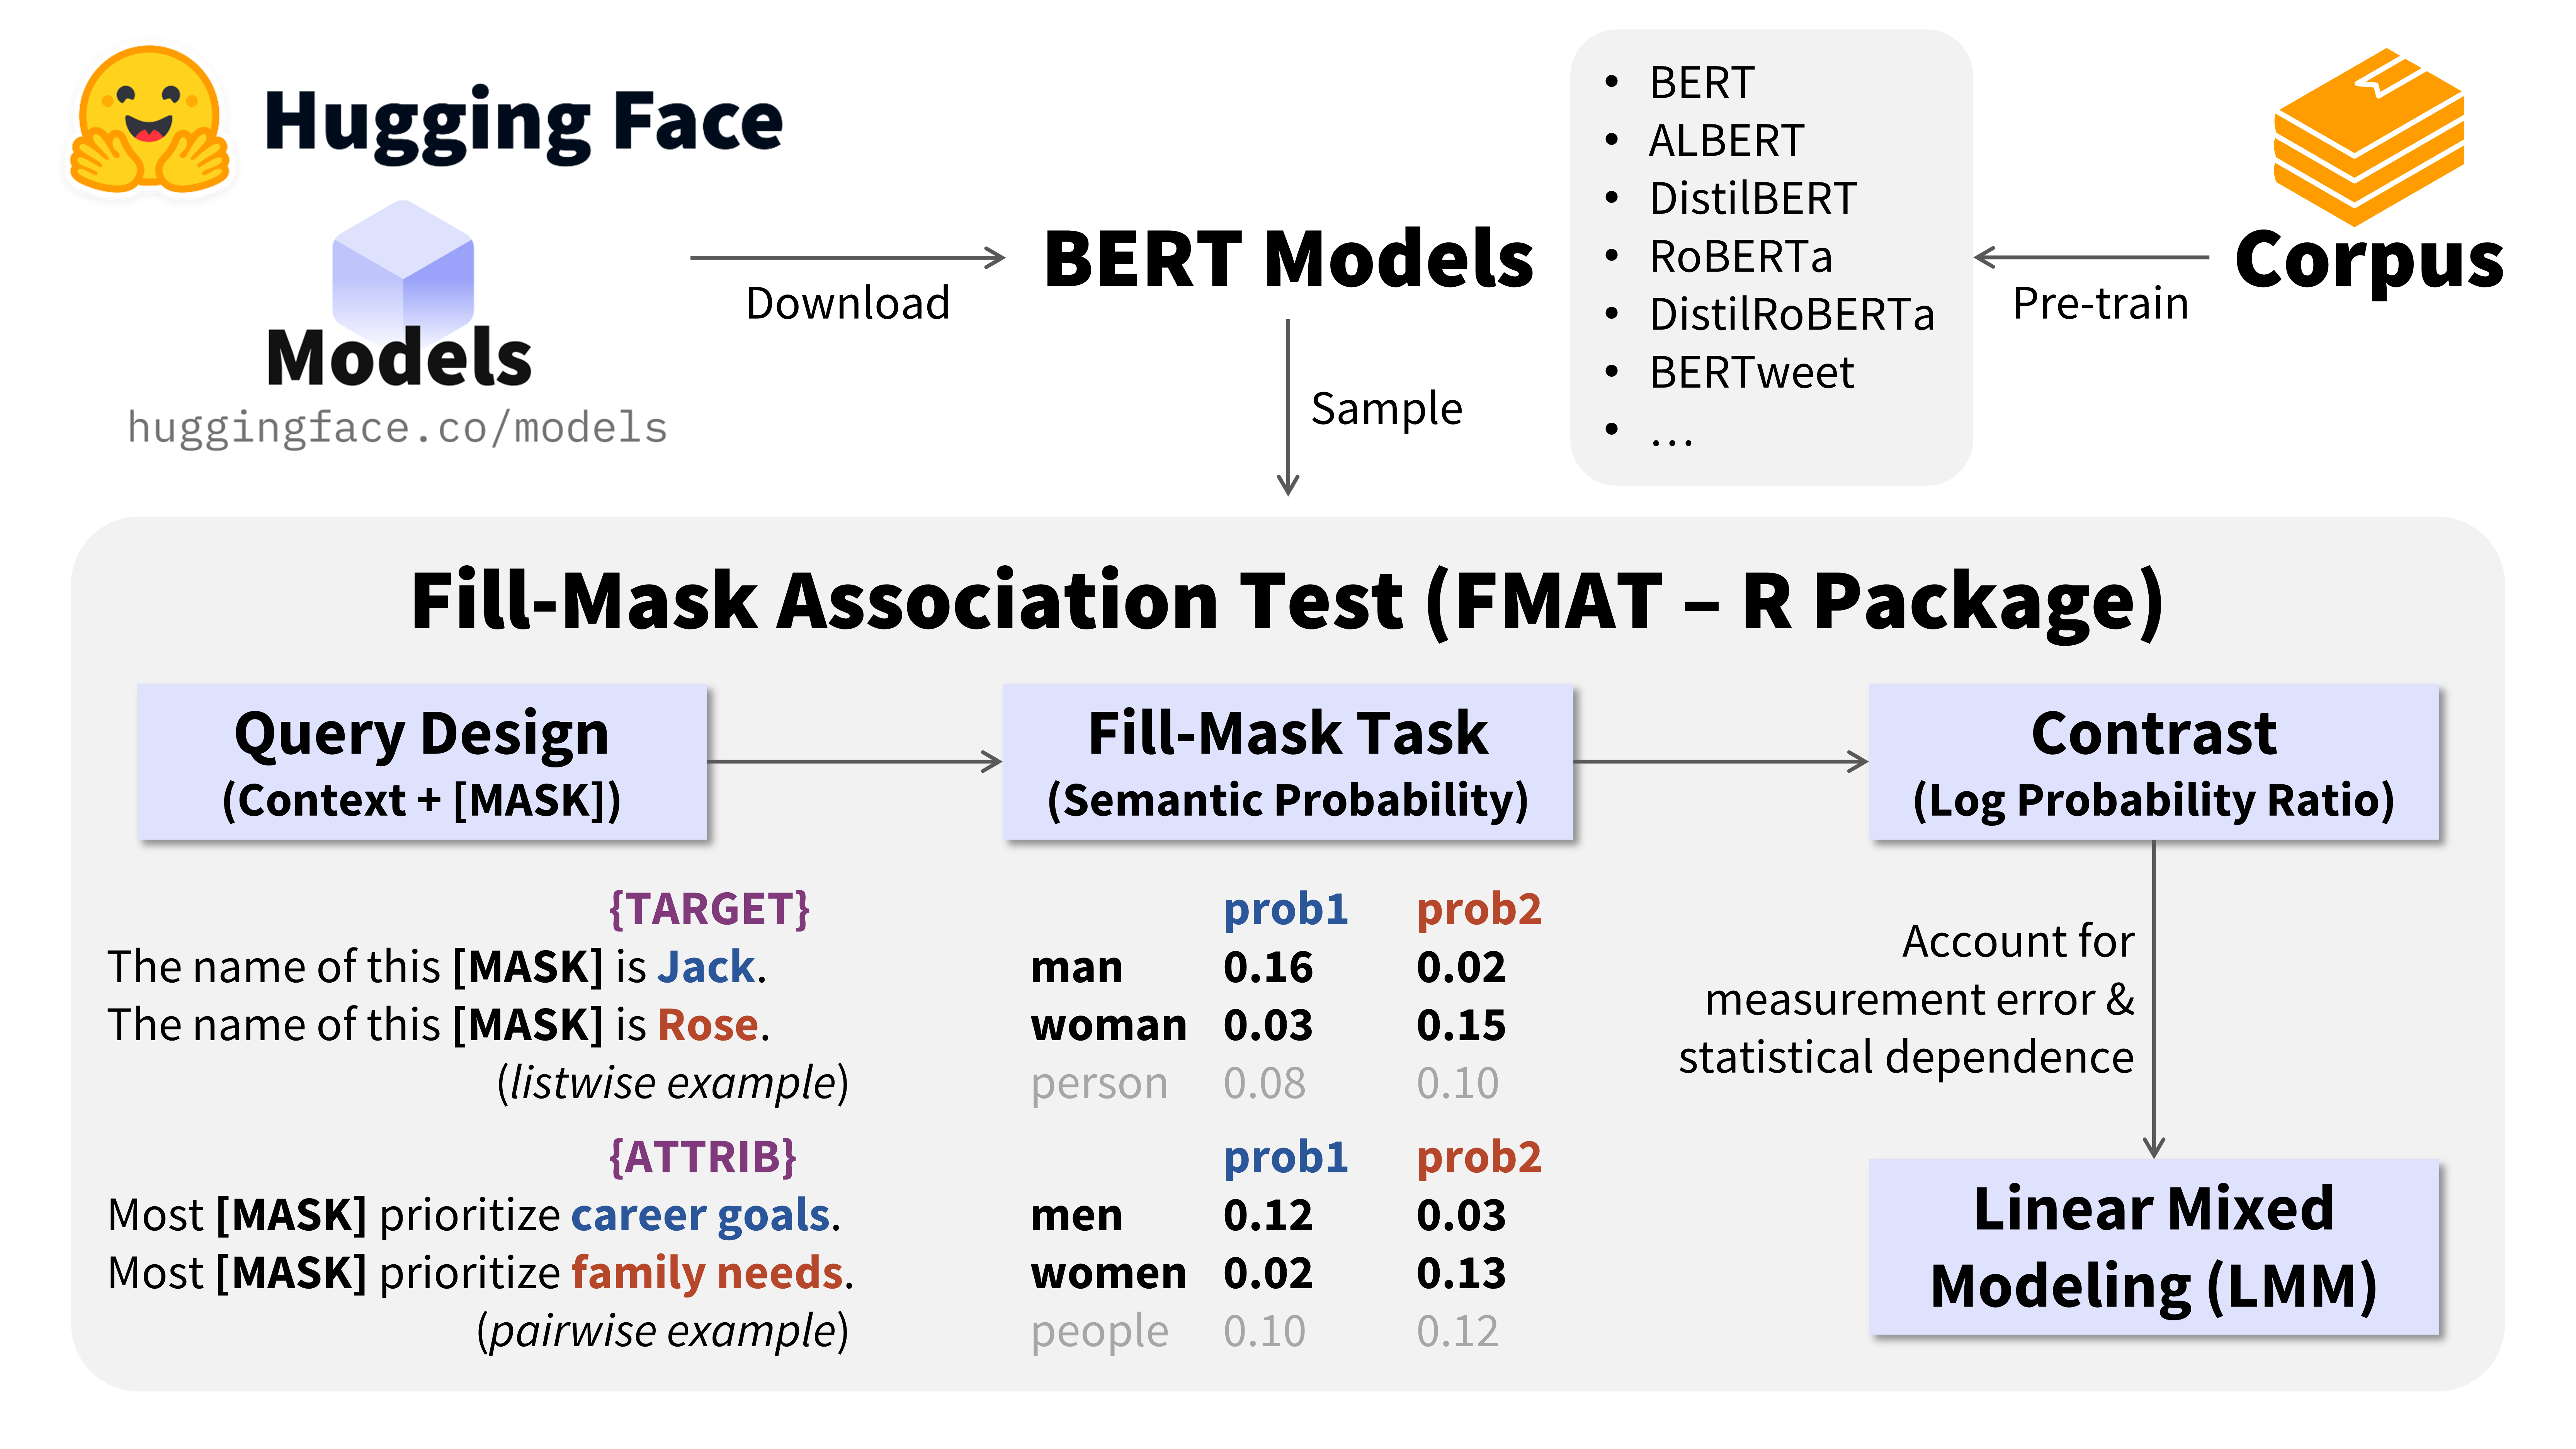 Hugging Face
Models
huggingface.co/models
Download
BERT Models
Sample
• BERT
• ALBERT
• DistilBERT
• RoBERTa
• DistilRoBERTa
• BERTweet
• …
Pre-train
Corpus
Fill-Mask Association Test (FMAT – R Package)
Query Design
(Context + [MASK])
Fill-Mask Task
(Semantic Probability)
Contrast
(Log Probability Ratio)
{TARGET}
The name of this [MASK] is Jack.
The name of this [MASK] is Rose.
(listwise example)
prob1 prob2
man 0.16 0.02
woman 0.03 0.15
person 0.08 0.10
{ATTRIB}
Most [MASK] prioritize career goals.
Most [MASK] prioritize family needs.
(pairwise example)
prob1 prob2
men 0.12 0.03
women 0.02 0.13
people 0.10 0.12
Account for
measurement error &
statistical dependence
Linear Mixed
Modeling (LMM)